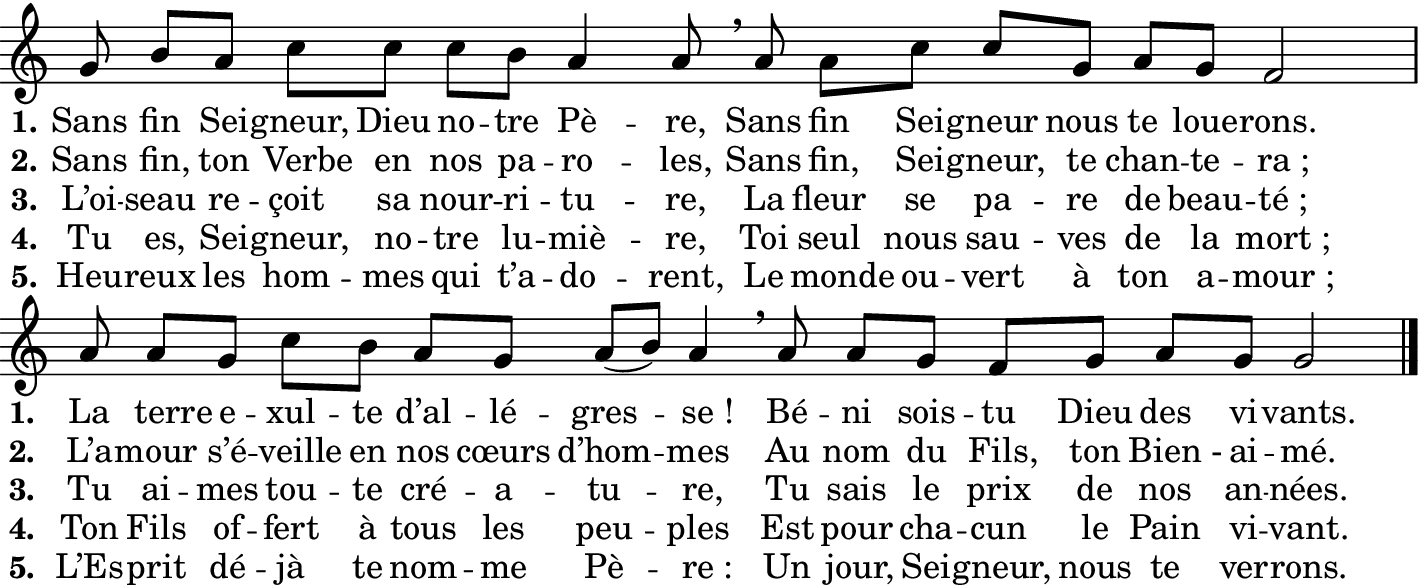 1. Sans fin Seigneur, Dieu no - tre Pè - re, Sans fin Seigneur nous te louerons.
2. Sans fin, ton Verbe en nos pa - ro - les, Sans fin, Seigneur, te chan - te - ra ;
3. L’oi - seau re - çoit sa nour - ri - tu - re, La fleur se pa - re de beau - té ;
4. Tu es, Seigneur, no - tre lu - miè - re, Toi seul nous sau - ves de la mort ;
5. Heureux les hom - mes qui t’a - do - rent, Le monde ou - vert à ton a - mour ;
1. La terre e - xul - te d’al - lé - gres - se ! Bé - ni sois - tu Dieu des vivants.
2. L’amour s’é - veille en nos cœurs d’hom - mes Au nom du Fils, ton Bien - ai - mé.
3. Tu ai - mes tou - te cré - a - tu - re, Tu sais le prix de nos an - nées.
4. Ton Fils of - fert à tous les peu - ples Est pour cha - cun le Pain vi - vant.
5. L’Esprit dé - jà te nom - me Pè - re : Un jour, Seigneur, nous te verrons.